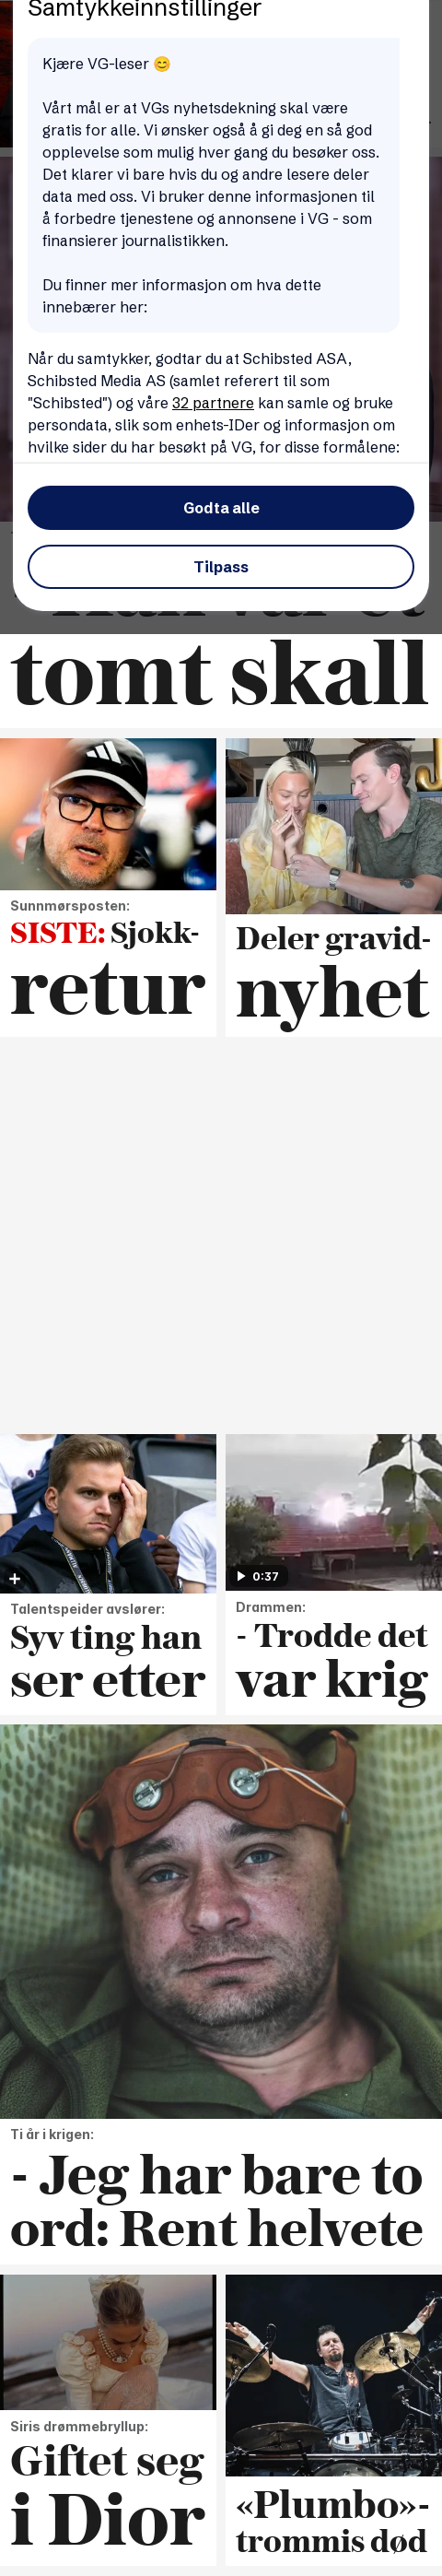 Samtykkeinnstillinger
Kjære VG-leser 😊
Vårt mål er at VGs nyhetsdekning skal være
gratis for alle. Vi ønsker også å gi deg en så god
opplevelse som mulig hver gang du besøker oss.
Det klarer vi bare hvis du og andre lesere deler
data med oss. Vi bruker denne informasjonen til
å forbedre tjenestene og annonsene i VG - som
finansierer journalistikken.
Du finner mer informasjon om hva dette
innebærer her:
Når du samtykker, godtar du at Schibsted ASA,
Schibsted Media AS (samlet referert til som
"Schibsted") og våre 32 partnere kan samle og bruke
persondata, slik som enhets-IDer og informasjon om
hvilke sider du har besøkt på VG, for disse formålene:
Godta alle
Tilpass
tomt skall
Sunnmørsposten:
SISTE: Sjokk-
retur
Deler gravid-
nyhet
Talentspeider avslører:
Syv ting han
ser etter
0:37
Drammen:
- Trodde det
var krig
Ti år i krigen:
- Jeg har bare to
ord: Rent helvete
Siris drømmebryllup:
Giftet seg
i Dior
«Plumbo»-
trommis død